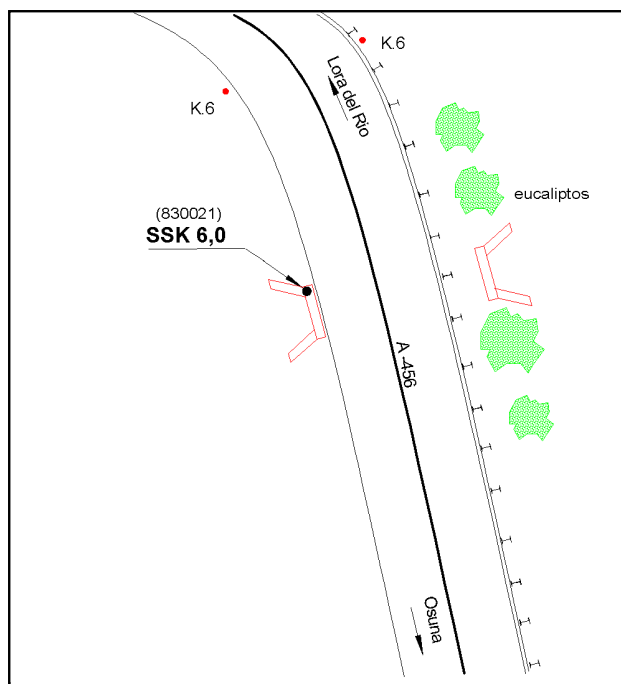 K.6
Lora del Rio
K.6
eucaliptos
(830021)
SSK 6,0
A -456
Osuna